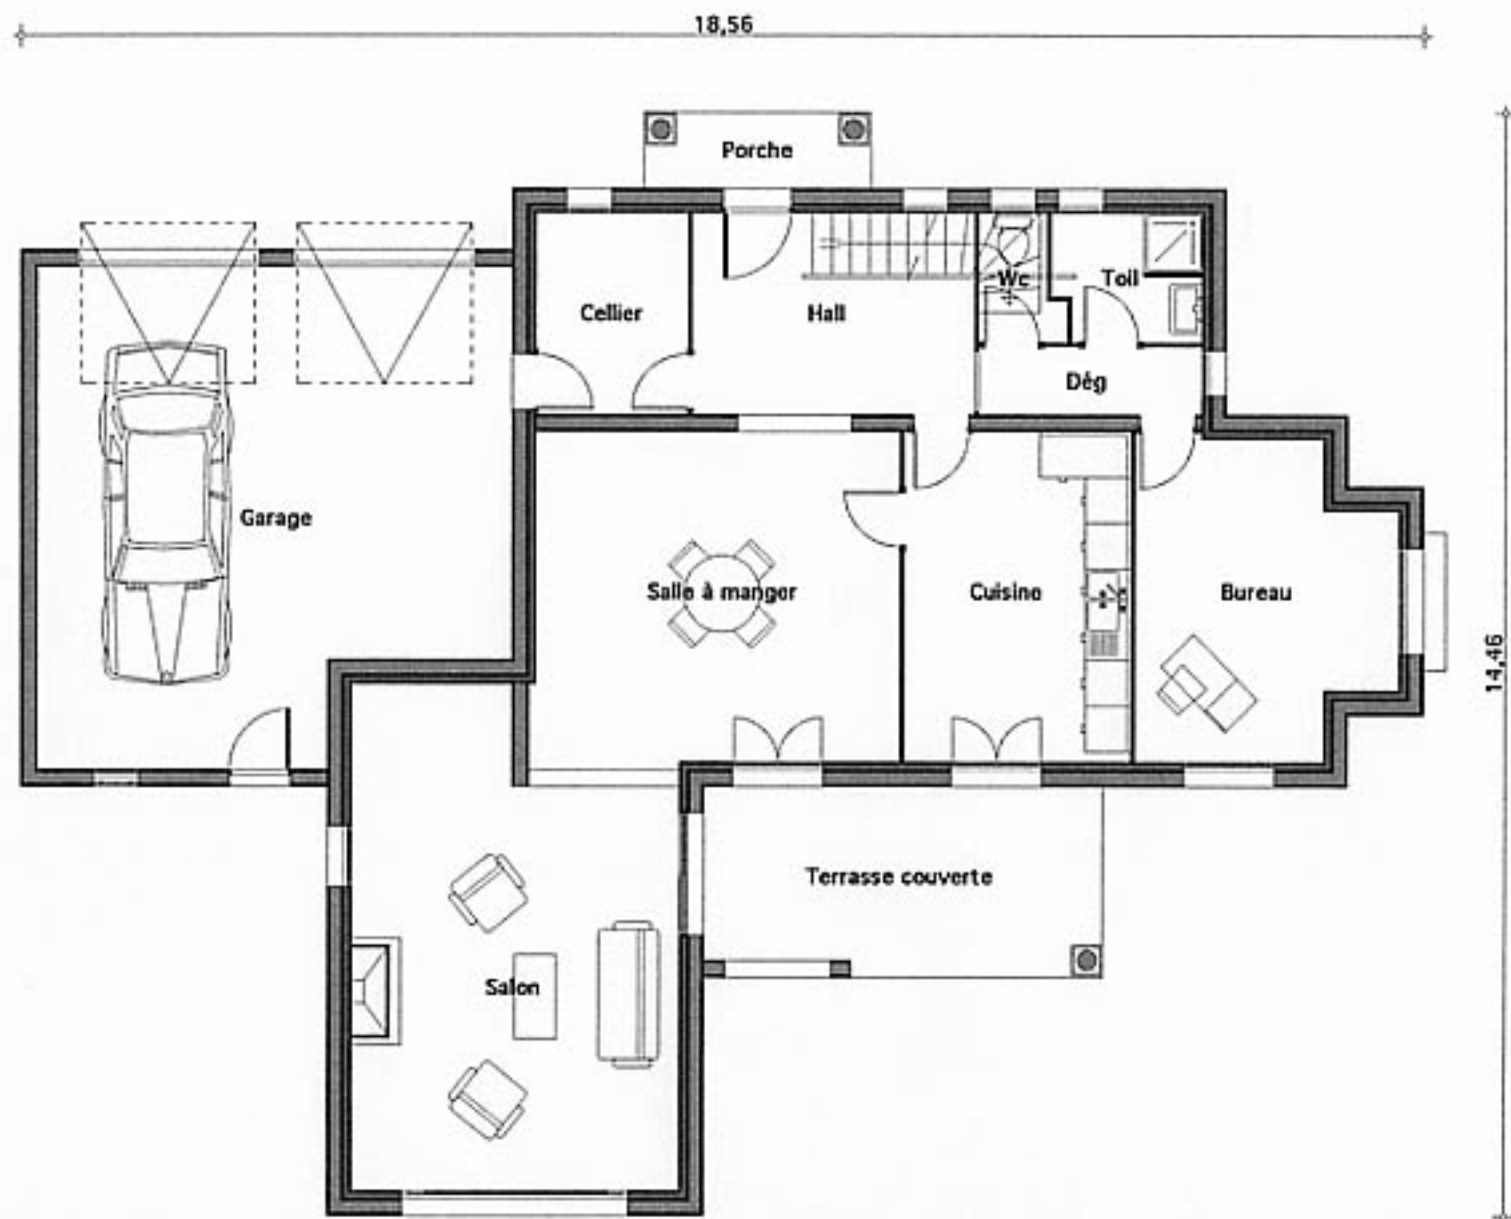 18,56
Porche
Cellier
Hall
Wc
Toil
Dég
Garage
Salle à manger
Cuisine
Bureau
14,46
Terrasse couverte
Salon